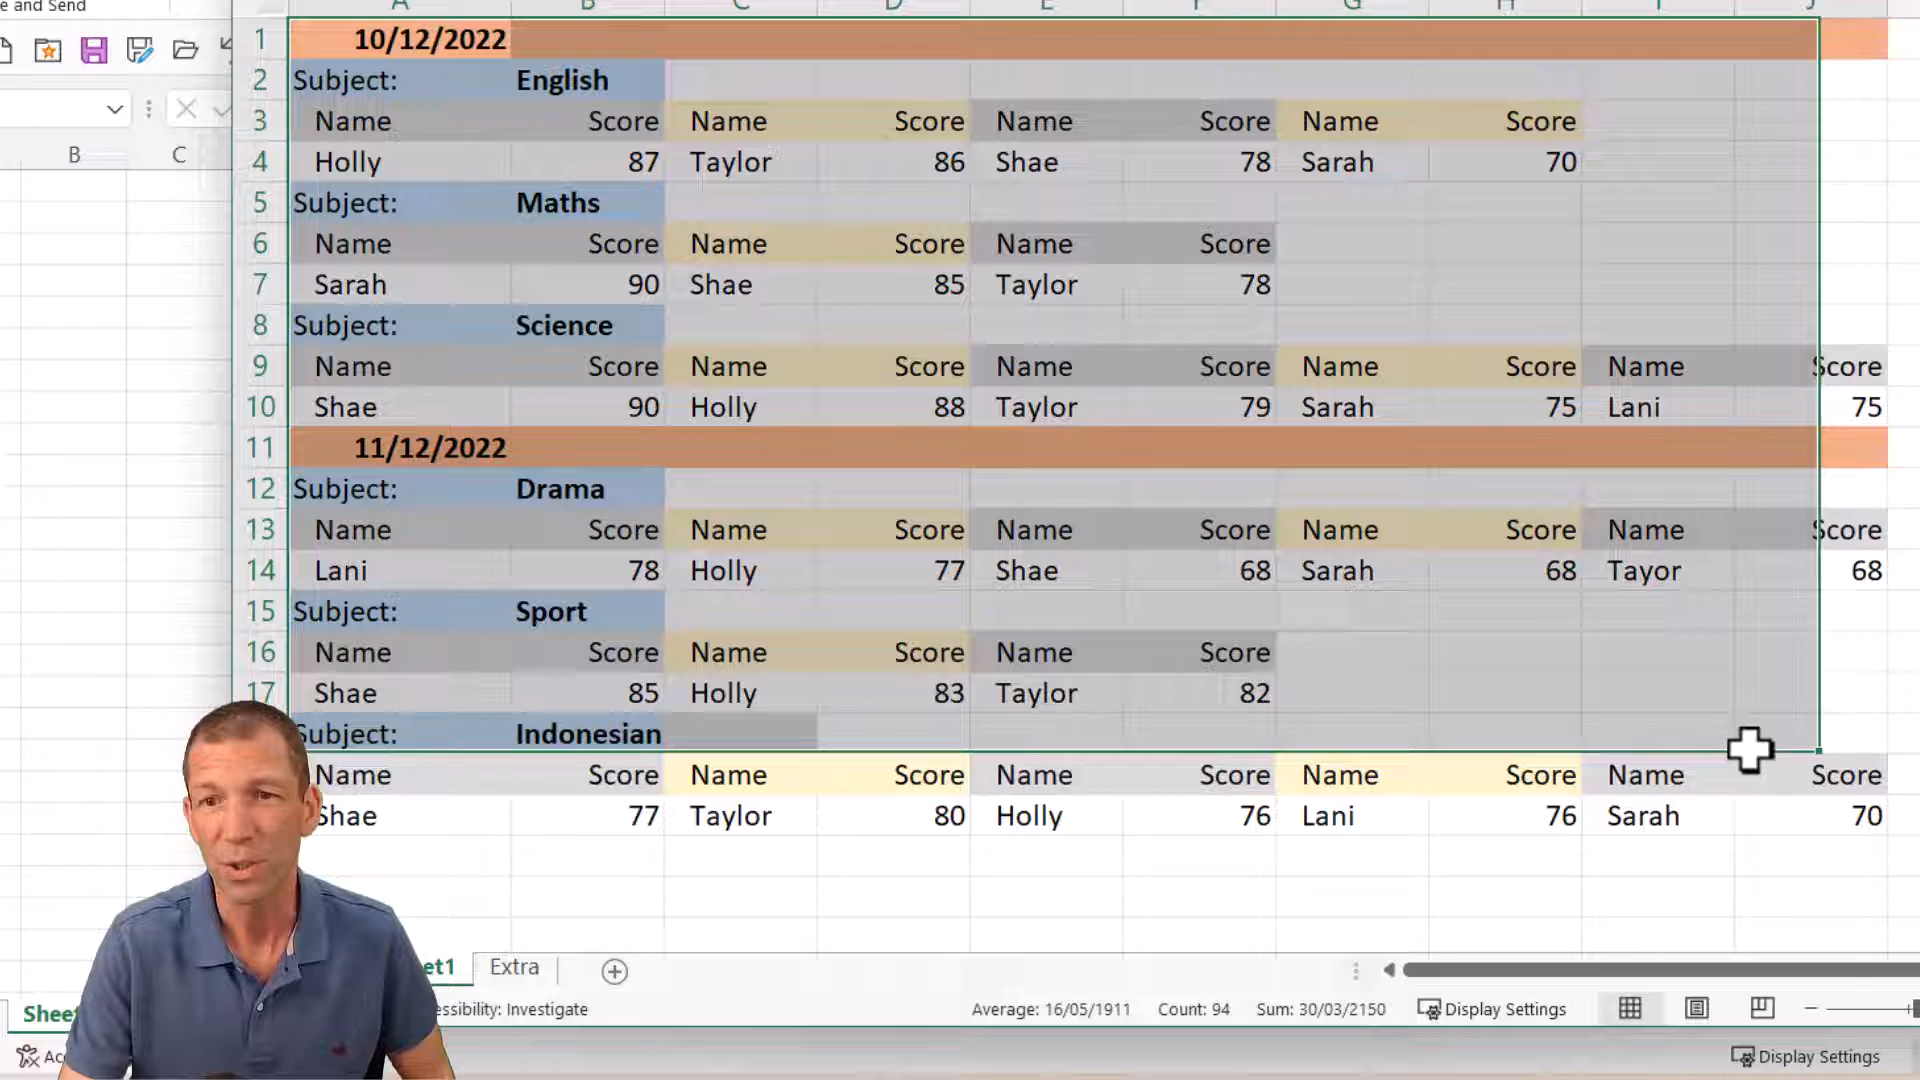 e and Send
A B C D E F G H I J
B C
1 10/12/2022
2 Subject: English
3 Name Score Name Score Name Score Name Score
4 Holly 87 Taylor 86 Shae 78 Sarah 70
5 Subject: Maths
6 Name Score Name Score Name Score
7 Sarah 90 Shae 85 Taylor 78
8 Subject: Science
9 Name Score Name Score Name Score Name Score Name Score
10 Shae 90 Holly 88 Taylor 79 Sarah 75 Lani 75
11 11/12/2022
12 Subject: Drama
13 Name Score Name Score Name Score Name Score Name Score
14 Lani 78 Holly 77 Shae 68 Sarah 68 Tayor 68
15 Subject: Sport
16 Name Score Name Score Name Score
17 Shae 85 Holly 83 Taylor 82
Subject: Indonesian
Name Score Name Score Name Score Name Score Name Score
Shae 77 Taylor 80 Holly 76 Lani 76 Sarah 70
et1 Extra
Shee
essibility: Investigate Average: 16/05/1911 Count: 94 Sum: 30/03/2150 Display Settings
Acc Display Settings